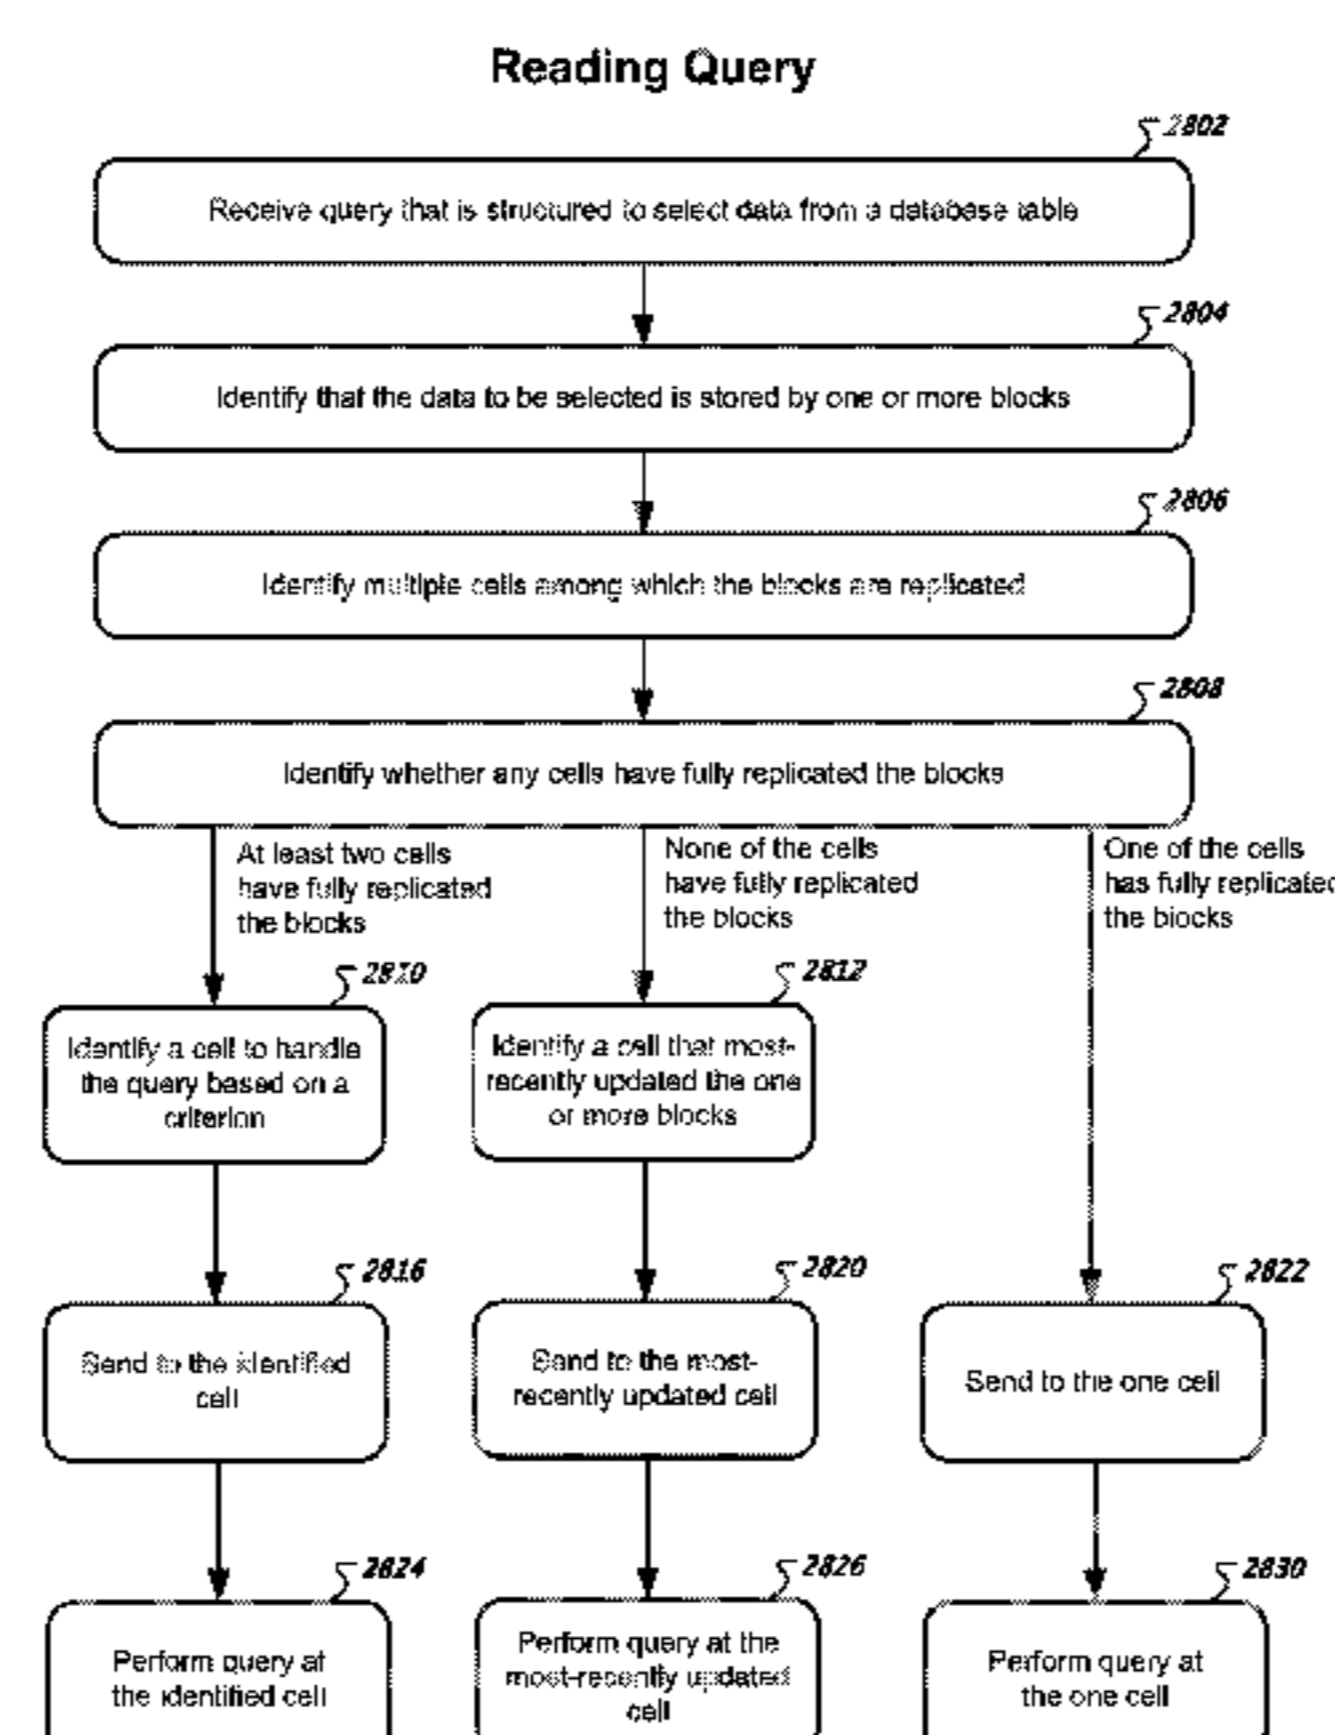 Reading Query
2802
Receive query that is structured to select data from a database table
2804
Identify that the data to be selected is stored by one or more blocks
2806
Identify multiple cells among which the blocks are replicated
2808
Identify whether any cells have fully replicated the blocks
At least two cells
have fully replicated
the blocks
None of the cells
have fully replicated
the blocks
One of the cells
has fully replicated
the blocks
2810
Identify a cell to handle
the query based on a
criterion
2812
Identify a cell that most-
recently updated the one
or more blocks
2816
Send to the identified
cell
2820
Send to the most-
recently updated cell
2822
Send to the one cell
2824
Perform query at
the identified cell
2826
Perform query at the
most-recently updated
cell
2830
Perform query at
the one cell